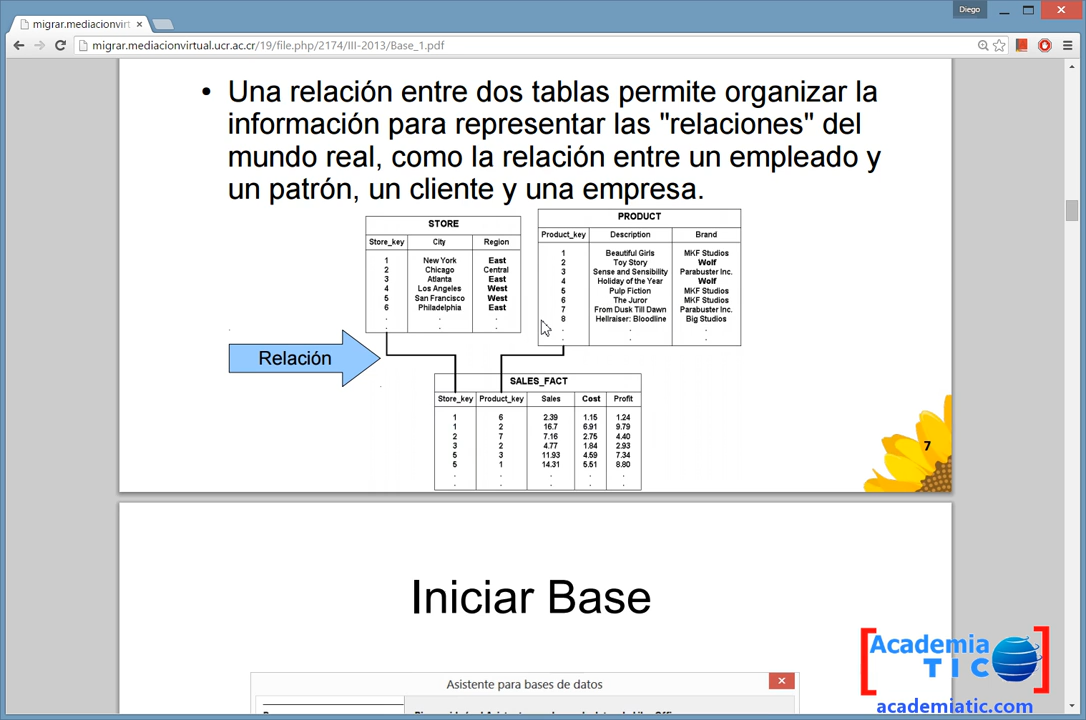 Diego
migrar.mediacionvirt
migrar.mediacionvirtual.ucr.ac.cr/19/file.php/2174/III-2013/Base_1.pdf
• Una relación entre dos tablas permite organizar la
información para representar las "relaciones" del
mundo real, como la relación entre un empleado y
un patrón, un cliente y una empresa.
STORE
Store_key City Region
1 New York East
2 Chicago Central
3 Atlanta East
4 Los Angeles West
5 San Francisco West
6 Philadelphia East
. . .
. . .
PRODUCT
Product_key Description Brand
1 Beautiful Girls MKF Studios
2 Toy Story Wolf
3 Sense and Sensibility Parabuster Inc.
4 Holiday of the Year Wolf
5 Pulp Fiction MKF Studios
6 The Juror MKF Studios
7 From Dusk Till Dawn Parabuster Inc.
8 Hellraiser: Bloodline Big Studios
. . .
. . .
Relación
SALES_FACT
Store_key Product_key Sales Cost Profit
1 6 2.39 1.15 1.24
1 2 16.7 6.91 9.79
2 7 7.16 2.75 4.40
3 2 4.77 1.84 2.93
5 3 11.93 4.59 7.34
5 1 14.31 5.51 8.80
. . . . .
. . . . .
7
Iniciar Base
Asistente para bases de datos
Academia
TIC
academiatic.com